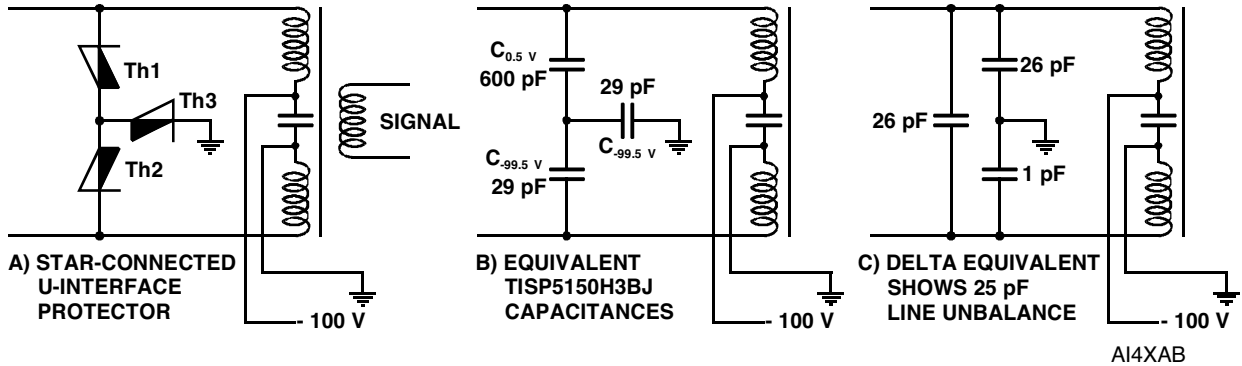 Th1
Th3
Th2
SIGNAL
- 100 V
A) STAR-CONNECTED
U-INTERFACE
PROTECTOR
C0.5 V
600 pF
29 pF
C-99.5 V
C-99.5 V
29 pF
- 100 V
B) EQUIVALENT
TISP5150H3BJ
CAPACITANCES
26 pF
26 pF
1 pF
- 100 V
C) DELTA EQUIVALENT
SHOWS 25 pF
LINE UNBALANCE
AI4XAB